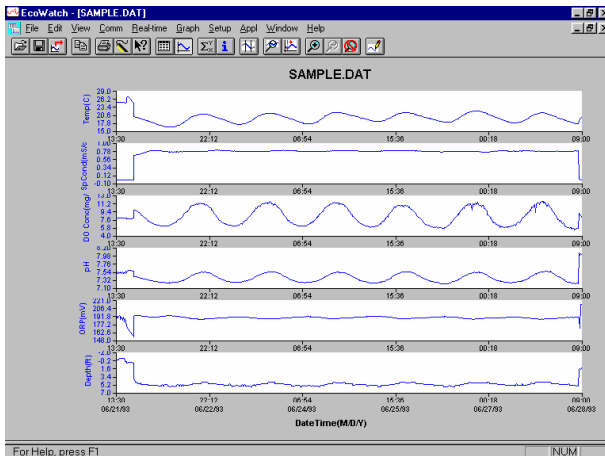 EcoWatch - [SAMPLE.DAT]
File Edit View Comm Real-time Graph Setup Appl Window Help
SAMPLE.DAT
Temp(C)
29.0
26.2
23.4
20.6
17.8
15.0
13:30 22:12 06:54 15:36 00:18 09:00
SpCond(mS/c
1.00
0.78
0.56
0.34
0.12
-0.10
13:30 22:12 06:54 15:36 00:18 09:00
DO Conc(mg/
13.0
11.2
9.4
7.6
5.8
4.0
13:30 22:12 06:54 15:36 00:18 09:00
pH
8.20
7.98
7.76
7.54
7.32
7.10
13:30 22:12 06:54 15:36 00:18 09:00
ORP(mV)
221.0
206.4
191.8
177.2
162.6
148.0
13:30 22:12 06:54 15:36 00:18 09:00
Depth(ft)
-2.0
-0.2
1.6
3.4
5.2
7.0
13:30 22:12 06:54 15:36 00:18 09:00
06/21/93 06/22/93 06/24/93 06/25/93 06/27/93 06/28/93
DateTime(M/D/Y)
For Help, press F1 NUM